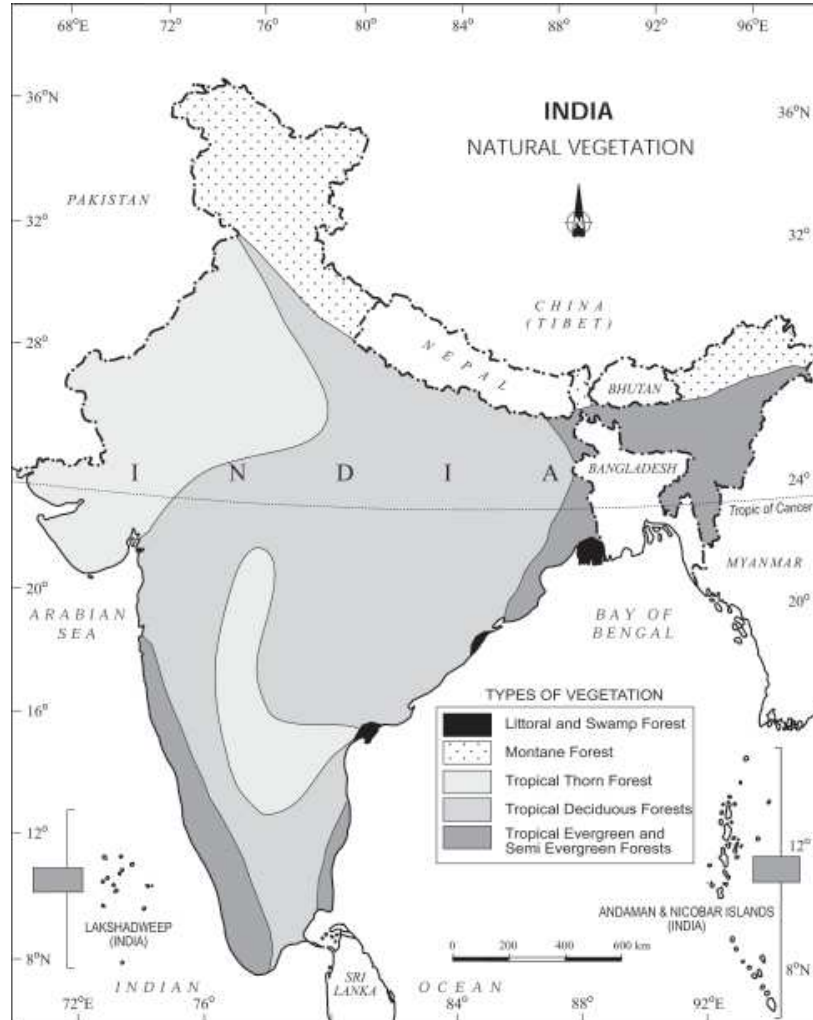 68°E 72° 76° 80° 84° 88°E 92° 96°E
36°N
INDIA
36°N
NATURAL VEGETATION
PAKISTAN
N
32°
32°
CHINA
(TIBET)
28°
28°
NEPAL
BHUTAN
INDIA
BANGLADESH
24°
24°
Tropic of Cancer
MYANMAR
20°
20°
ARABIAN
SEA
BAY OF
BENGAL
TYPES OF VEGETATION
16°
Littoral and Swamp Forest
Montane Forest
Tropical Thorn Forest
Tropical Deciduous Forests
Tropical Evergreen and
Semi Evergreen Forests
12°
12°
LAKSHADWEEP
(INDIA)
ANDAMAN & NICOBAR ISLANDS
(INDIA)
0 200 400 600 km
8°N
8°N
SRI
LANKA
INDIAN OCEAN
72°E 76° 84° 88° 92°E